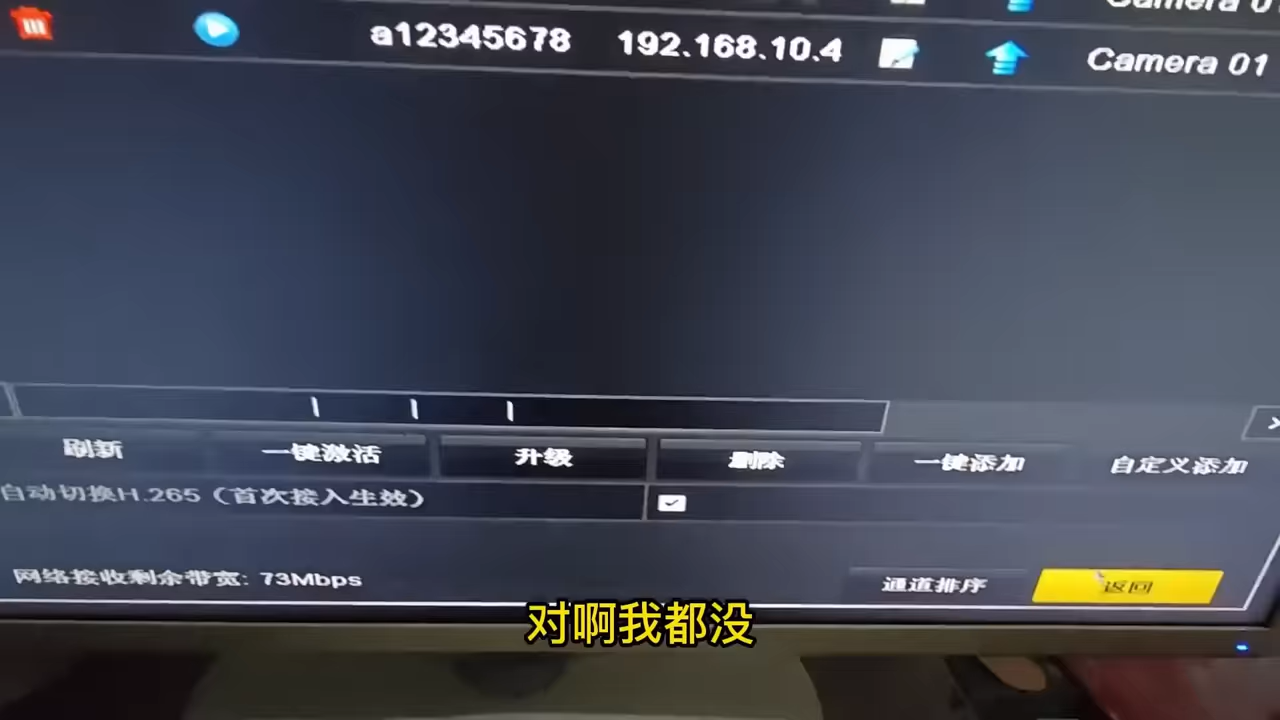 Camera 01
a12345678 192.168.10.4 Camera 01
刷新 一键激活 升级 删除 一键添加 自定义添加
自动切换H.265（首次接入生效）
网络接收剩余带宽: 73Mbps 通道排序 返回
对啊我都没